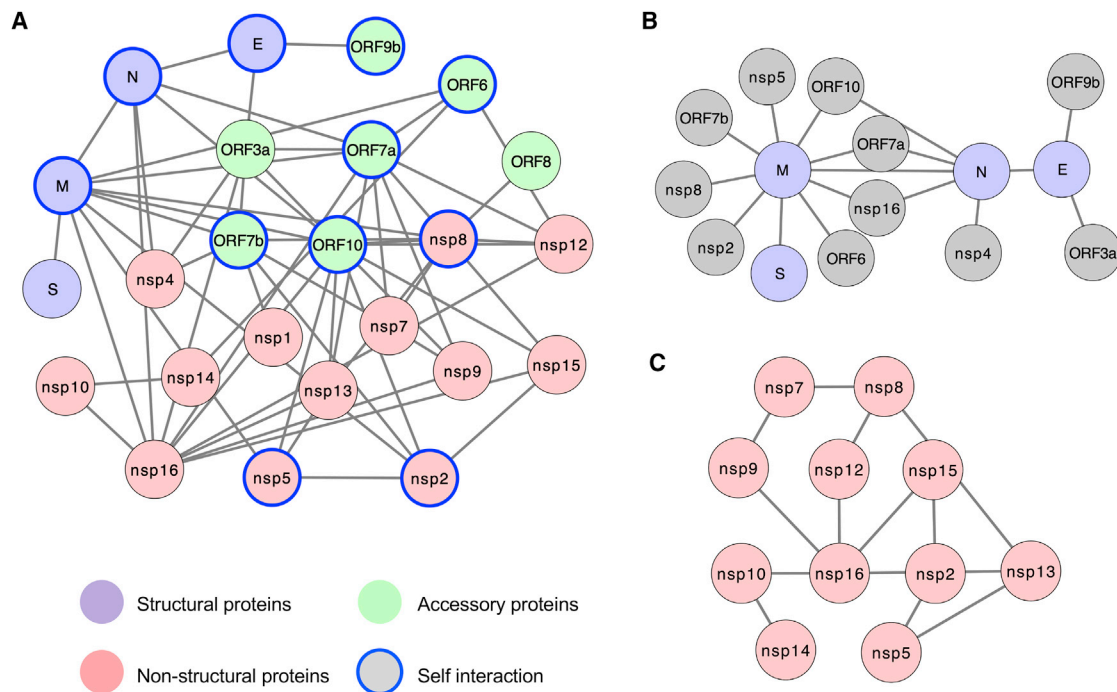 A
E
ORF9b
N
ORF6
ORF3a
ORF7a
ORF8
M
ORF7b
ORF10
nsp8
nsp12
S
nsp4
nsp7
nsp1
nsp10
nsp14
nsp13
nsp9
nsp15
nsp16
nsp5
nsp2
Structural proteins
Accessory proteins
Non-structural proteins
Self interaction
B
nsp5
ORF10
ORF9b
ORF7b
ORF7a
M
N
E
nsp8
nsp16
nsp2
S
ORF6
nsp4
ORF3a
C
nsp7
nsp8
nsp9
nsp12
nsp15
nsp10
nsp16
nsp2
nsp13
nsp14
nsp5